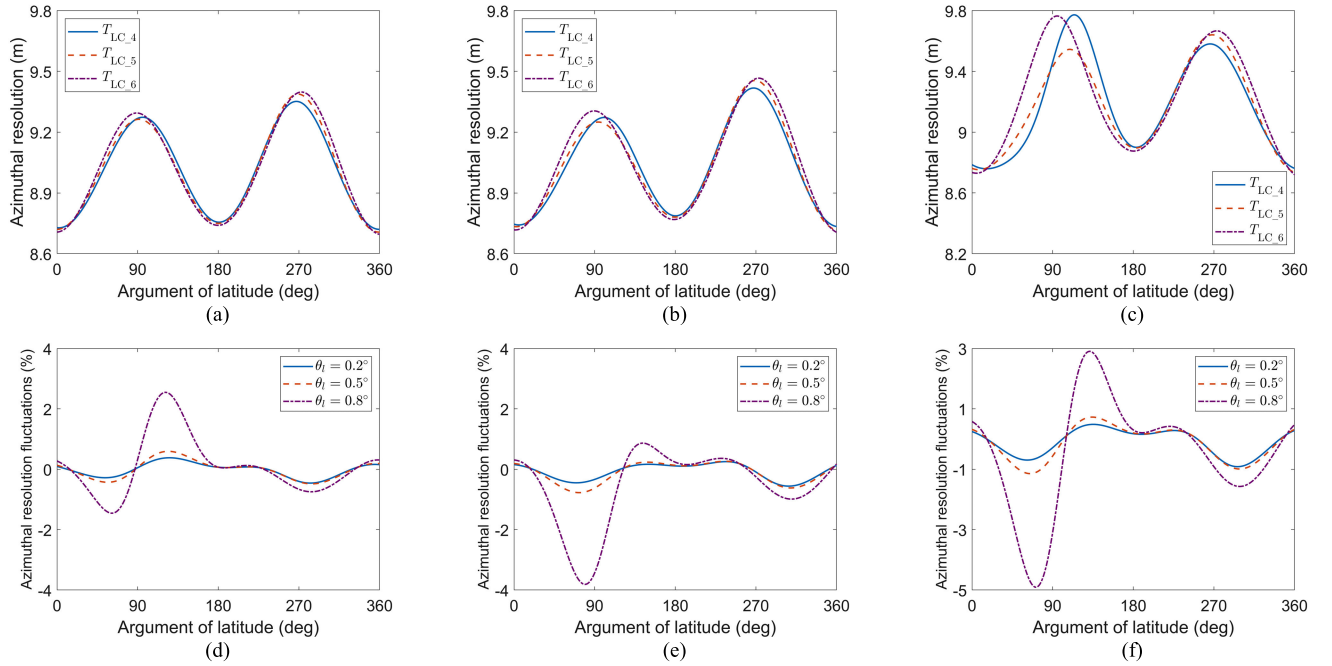 Azimuthal resolution (m)
9.8
9.5
9.2
8.9
8.6
T_LC_4
T_LC_5
T_LC_6
0 90 180 270 360
Argument of latitude (deg)
(a)
Azimuthal resolution (m)
9.8
9.5
9.2
8.9
8.6
T_LC_4
T_LC_5
T_LC_6
0 90 180 270 360
Argument of latitude (deg)
(b)
Azimuthal resolution (m)
9.8
9.4
9
8.6
8.2
T_LC_4
T_LC_5
T_LC_6
0 90 180 270 360
Argument of latitude (deg)
(c)
Azimuthal resolution fluctuations (%)
4
2
0
-2
-4
θ_l = 0.2°
θ_l = 0.5°
θ_l = 0.8°
0 90 180 270 360
Argument of latitude (deg)
(d)
Azimuthal resolution fluctuations (%)
4
2
0
-2
-4
θ_l = 0.2°
θ_l = 0.5°
θ_l = 0.8°
0 90 180 270 360
Argument of latitude (deg)
(e)
Azimuthal resolution fluctuations (%)
3
1
-1
-3
-5
θ_l = 0.2°
θ_l = 0.5°
θ_l = 0.8°
0 90 180 270 360
Argument of latitude (deg)
(f)